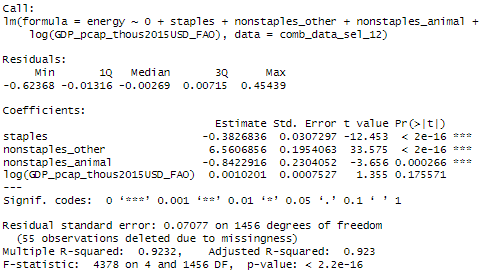 Call:
lm(formula = energy ~ 0 + staples + nonstaples_other + nonstaples_animal +
    log(GDP_pcap_thous2015USD_FAO), data = comb_data_sel_12)
Residuals:
     Min       1Q   Median       3Q      Max
-0.62368 -0.01316 -0.00269  0.00715  0.45439
Coefficients:
                                 Estimate Std. Error t value Pr(>|t|)
staples                        -0.3826836  0.0307297 -12.453  < 2e-16 ***
nonstaples_other                6.5606856  0.1954063  33.575  < 2e-16 ***
nonstaples_animal              -0.8422916  0.2304052  -3.656 0.000266 ***
log(GDP_pcap_thous2015USD_FAO)  0.0010201  0.0007527   1.355 0.175571
---
Signif. codes:  0 ‘***’ 0.001 ‘**’ 0.01 ‘*’ 0.05 ‘.’ 0.1 ‘ ’ 1
Residual standard error: 0.07077 on 1456 degrees of freedom
  (55 observations deleted due to missingness)
Multiple R-squared:  0.9232,    Adjusted R-squared:  0.923
F-statistic:  4378 on 4 and 1456 DF,  p-value: < 2.2e-16